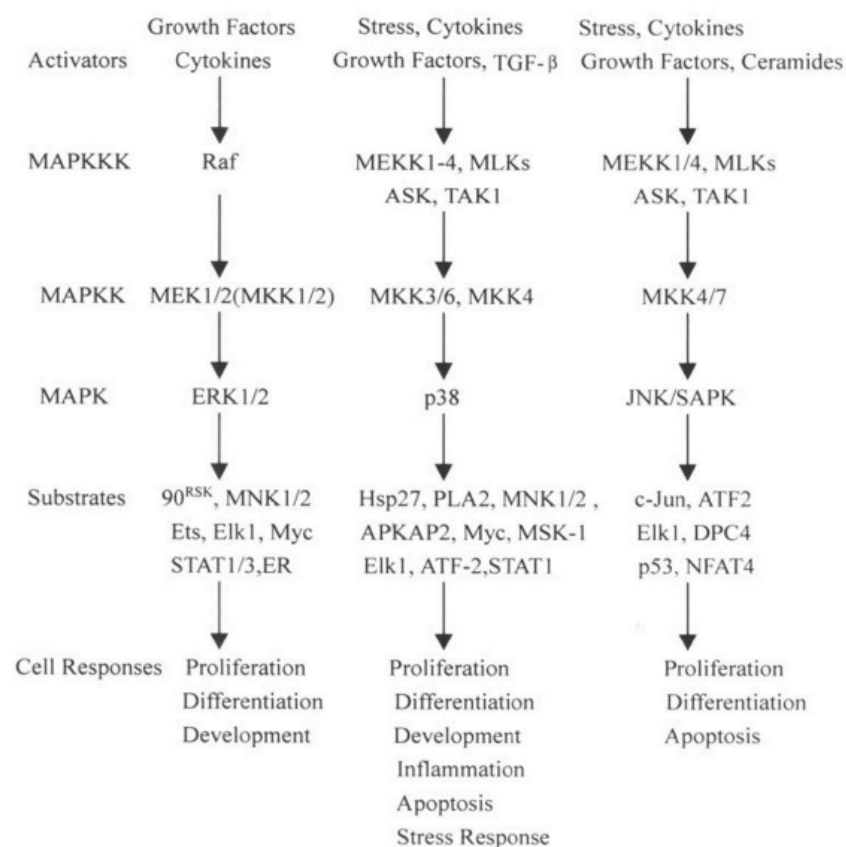 Growth Factors Stress, Cytokines Stress, Cytokines
Activators Cytokines Growth Factors, TGF-β Growth Factors, Ceramides
MAPKKK Raf MEKK1-4, MLKs MEKK1/4, MLKs
ASK, TAK1 ASK, TAK1
MAPKK MEK1/2(MKK1/2) MKK3/6, MKK4 MKK4/7
MAPK ERK1/2 p38 JNK/SAPK
Substrates 90RSK, MNK1/2 Hsp27, PLA2, MNK1/2 , c-Jun, ATF2
Ets, Elk1, Myc APKAP2, Myc, MSK-1 Elk1, DPC4
STAT1/3,ER Elk1, ATF-2,STAT1 p53, NFAT4
Cell Responses Proliferation Proliferation Proliferation
Differentiation Differentiation Differentiation
Development Development Apoptosis
Inflammation
Apoptosis
Stress Response